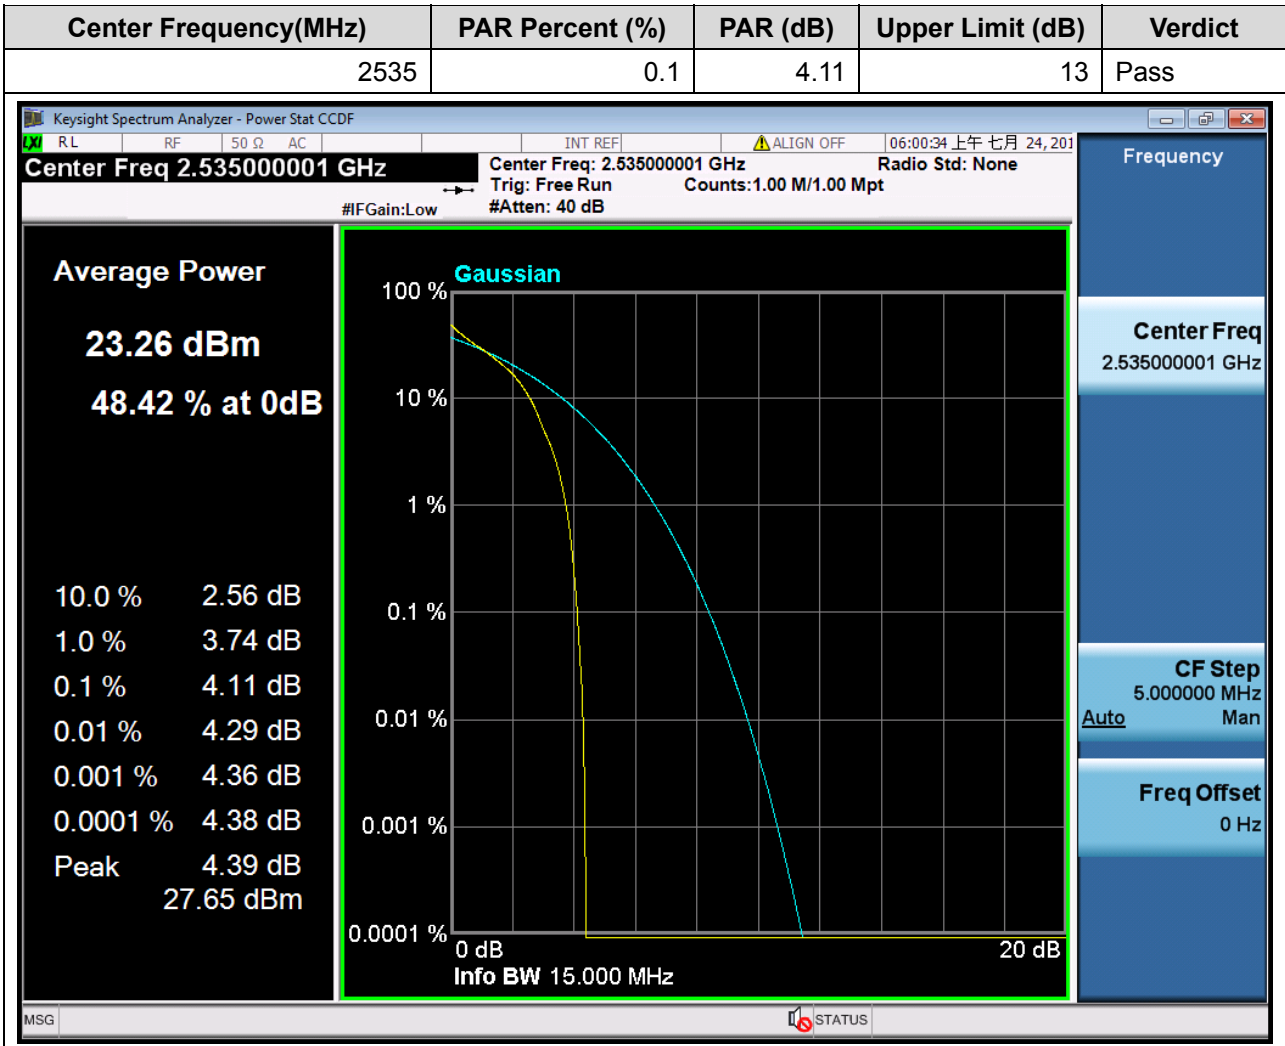 Center Frequency(MHz) PAR Percent (%) PAR (dB) Upper Limit (dB) Verdict
2535 0.1 4.11 13 Pass
Keysight Spectrum Analyzer - Power Stat CCDF
LXI RL RF 50 Ω AC INT REF ALIGN OFF 06:00:34 上午 七月 24, 201
Center Freq 2.535000001 GHz
Center Freq: 2.535000001 GHz Radio Std: None
Trig: Free Run Counts:1.00 M/1.00 Mpt
#IFGain:Low #Atten: 40 dB
Frequency
Average Power
23.26 dBm
48.42 % at 0dB
10.0 % 2.56 dB
1.0 % 3.74 dB
0.1 % 4.11 dB
0.01 % 4.29 dB
0.001 % 4.36 dB
0.0001 % 4.38 dB
Peak 4.39 dB
27.65 dBm
Gaussian
100 %
10 %
1 %
0.1 %
0.01 %
0.001 %
0.0001 %
0 dB 20 dB
Info BW 15.000 MHz
Center Freq
2.535000001 GHz
CF Step
5.000000 MHz
Auto Man
Freq Offset
0 Hz
MSG STATUS